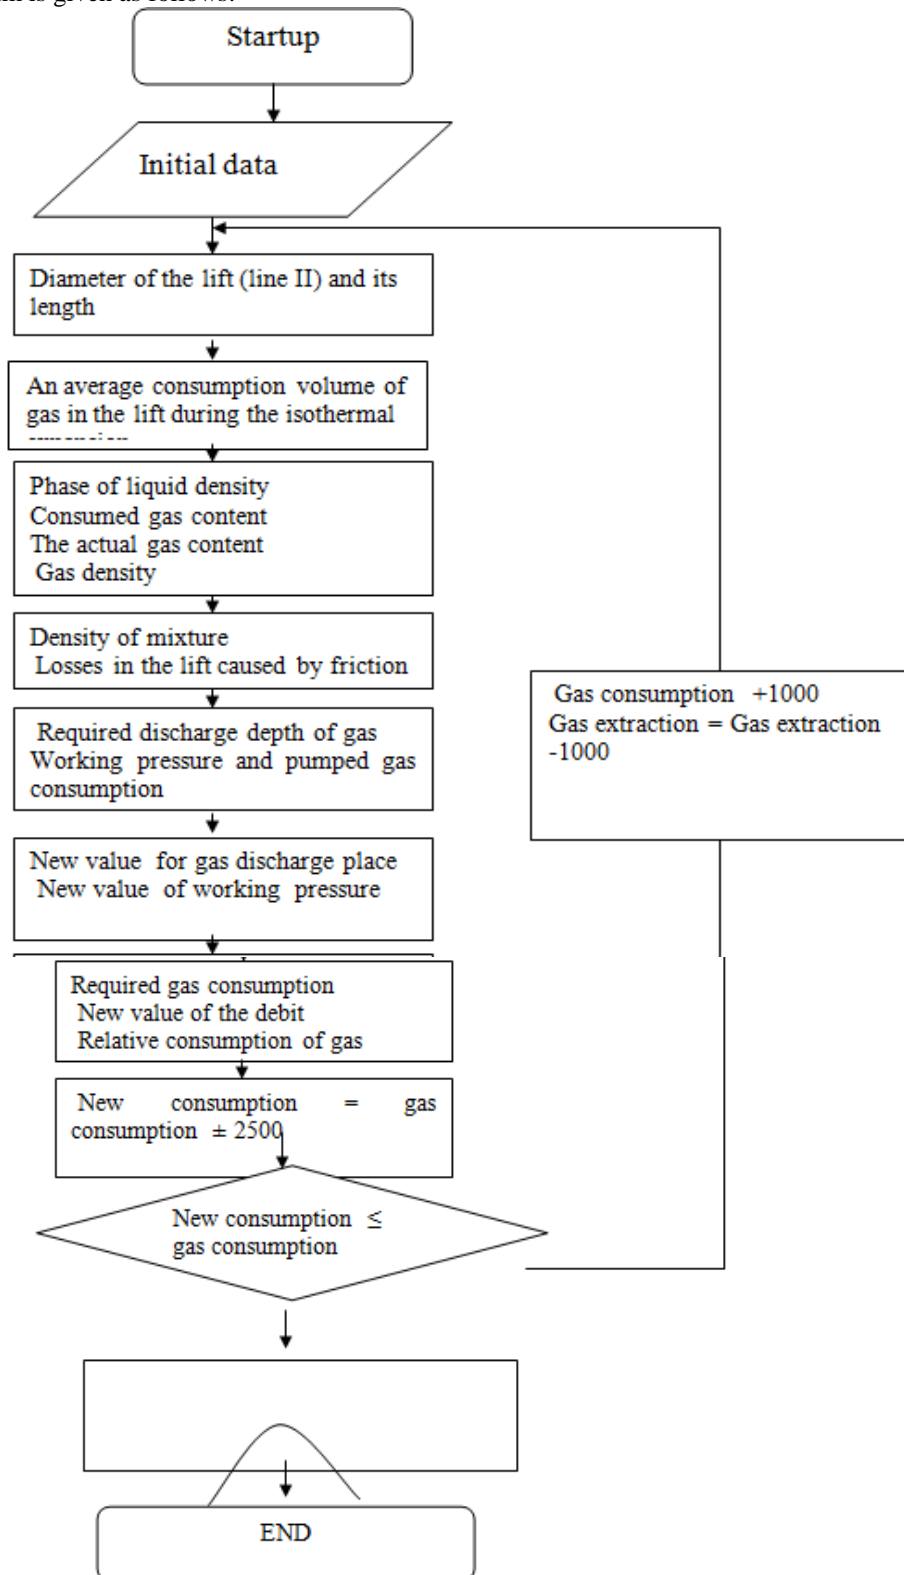 is given as follows.
Startup
Initial data
Diameter of the lift (line II) and its
length
An average consumption volume of
gas in the lift during the isothermal
Phase of liquid density
Consumed gas content
The actual gas content
Gas density
Density of mixture
Losses in the lift caused by friction
Required discharge depth of gas
Working pressure and pumped gas
consumption
New value for gas discharge place
New value of working pressure
Required gas consumption
New value of the debit
Relative consumption of gas
New consumption = gas
consumption ± 2500
New consumption ≤
gas consumption
Gas consumption +1000
Gas extraction = Gas extraction
-1000
END